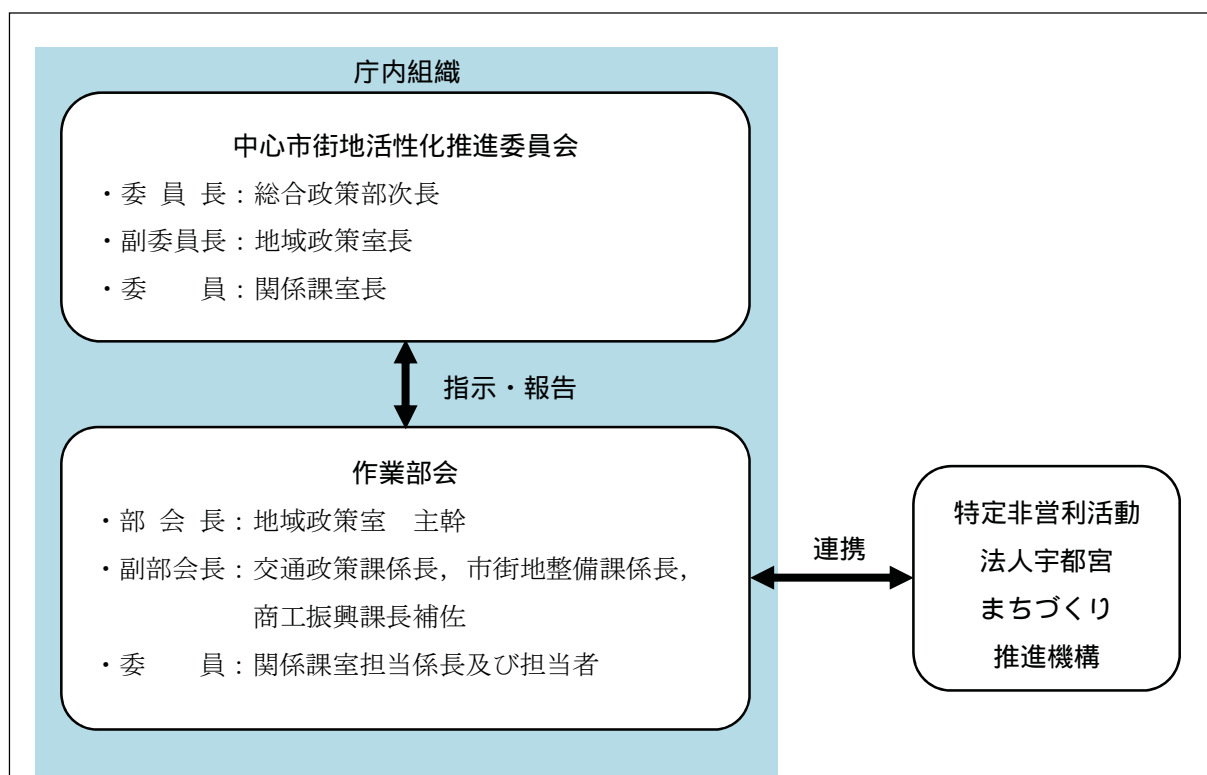 庁内組織
中心市街地活性化推進委員会
・委 員 長：総合政策部次長
・副委員長：地域政策室長
・委　　員：関係課室長
指示・報告
作業部会
・部 会 長：地域政策室　主幹
・副部会長：交通政策課係長，市街地整備課係長，
商工振興課長補佐
・委　　員：関係課室担当係長及び担当者
連携
特定非営利活動
法人宇都宮
まちづくり
推進機構